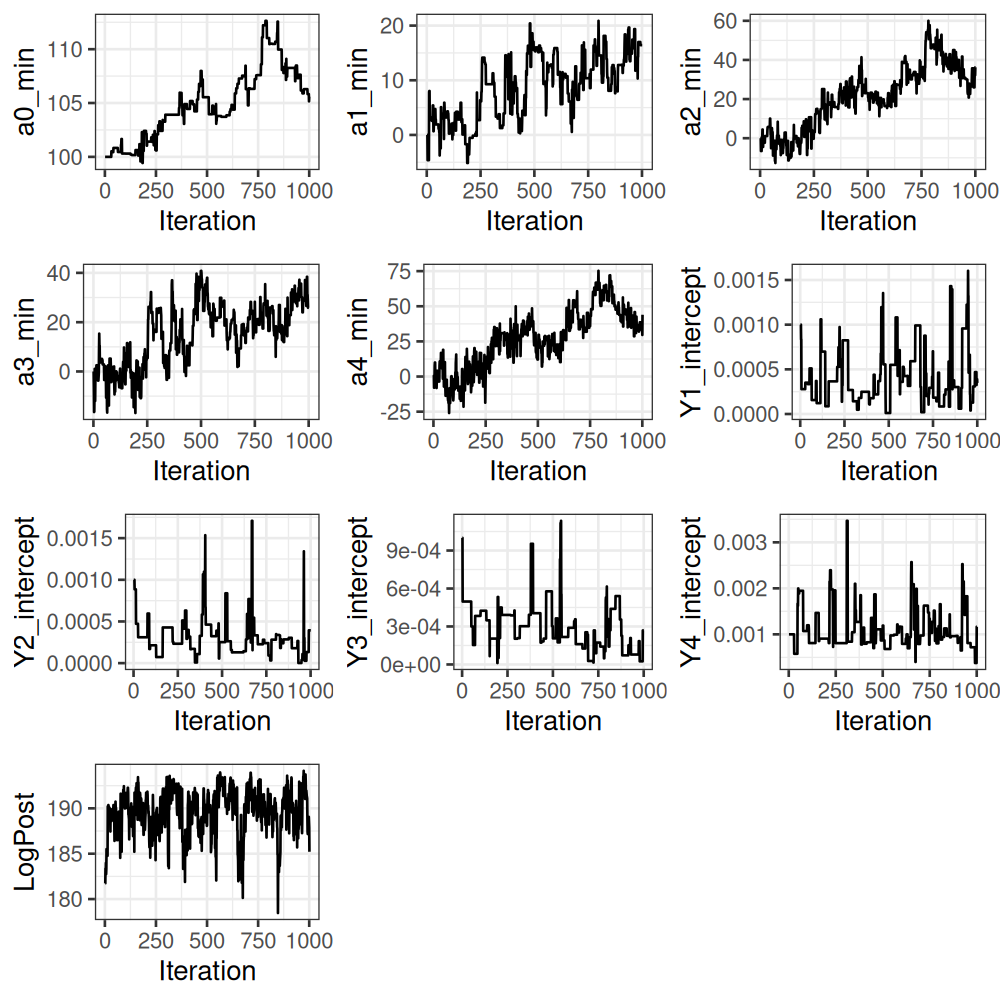 a0_min
110
105
100
0 250 500 750 1000
Iteration
a1_min
20
10
0
0 250 500 750 1000
Iteration
a2_min
60
40
20
0
0 250 500 750 1000
Iteration
a3_min
40
20
0
0 250 500 750 1000
Iteration
a4_min
75
50
25
0
-25
0 250 500 750 1000
Iteration
Y1_intercept
0.0015
0.0010
0.0005
0.0000
0 250 500 750 1000
Iteration
Y2_intercept
0.0015
0.0010
0.0005
0.0000
0 250 500 750 1000
Iteration
Y3_intercept
9e-04
6e-04
3e-04
0e+00
0 250 500 750 1000
Iteration
Y4_intercept
0.003
0.002
0.001
0 250 500 750 1000
Iteration
LogPost
190
185
180
0 250 500 750 1000
Iteration